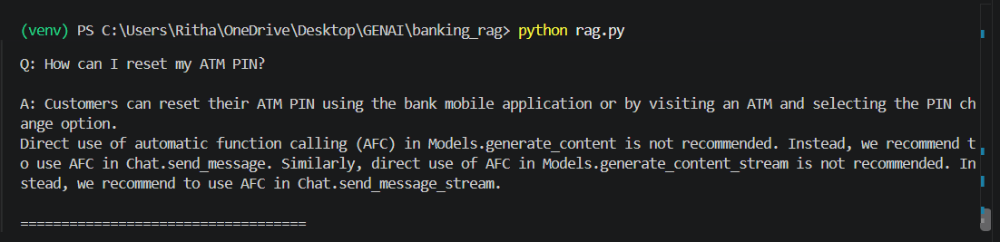 (venv) PS C:\Users\Ritha\OneDrive\Desktop\GENAI\banking_rag> python rag.py
Q: How can I reset my ATM PIN?
A: Customers can reset their ATM PIN using the bank mobile application or by visiting an ATM and selecting the PIN ch
ange option.
Direct use of automatic function calling (AFC) in Models.generate_content is not recommended. Instead, we recommend t
o use AFC in Chat.send_message. Similarly, direct use of AFC in Models.generate_content_stream is not recommended. In
stead, we recommend to use AFC in Chat.send_message_stream.
===================================